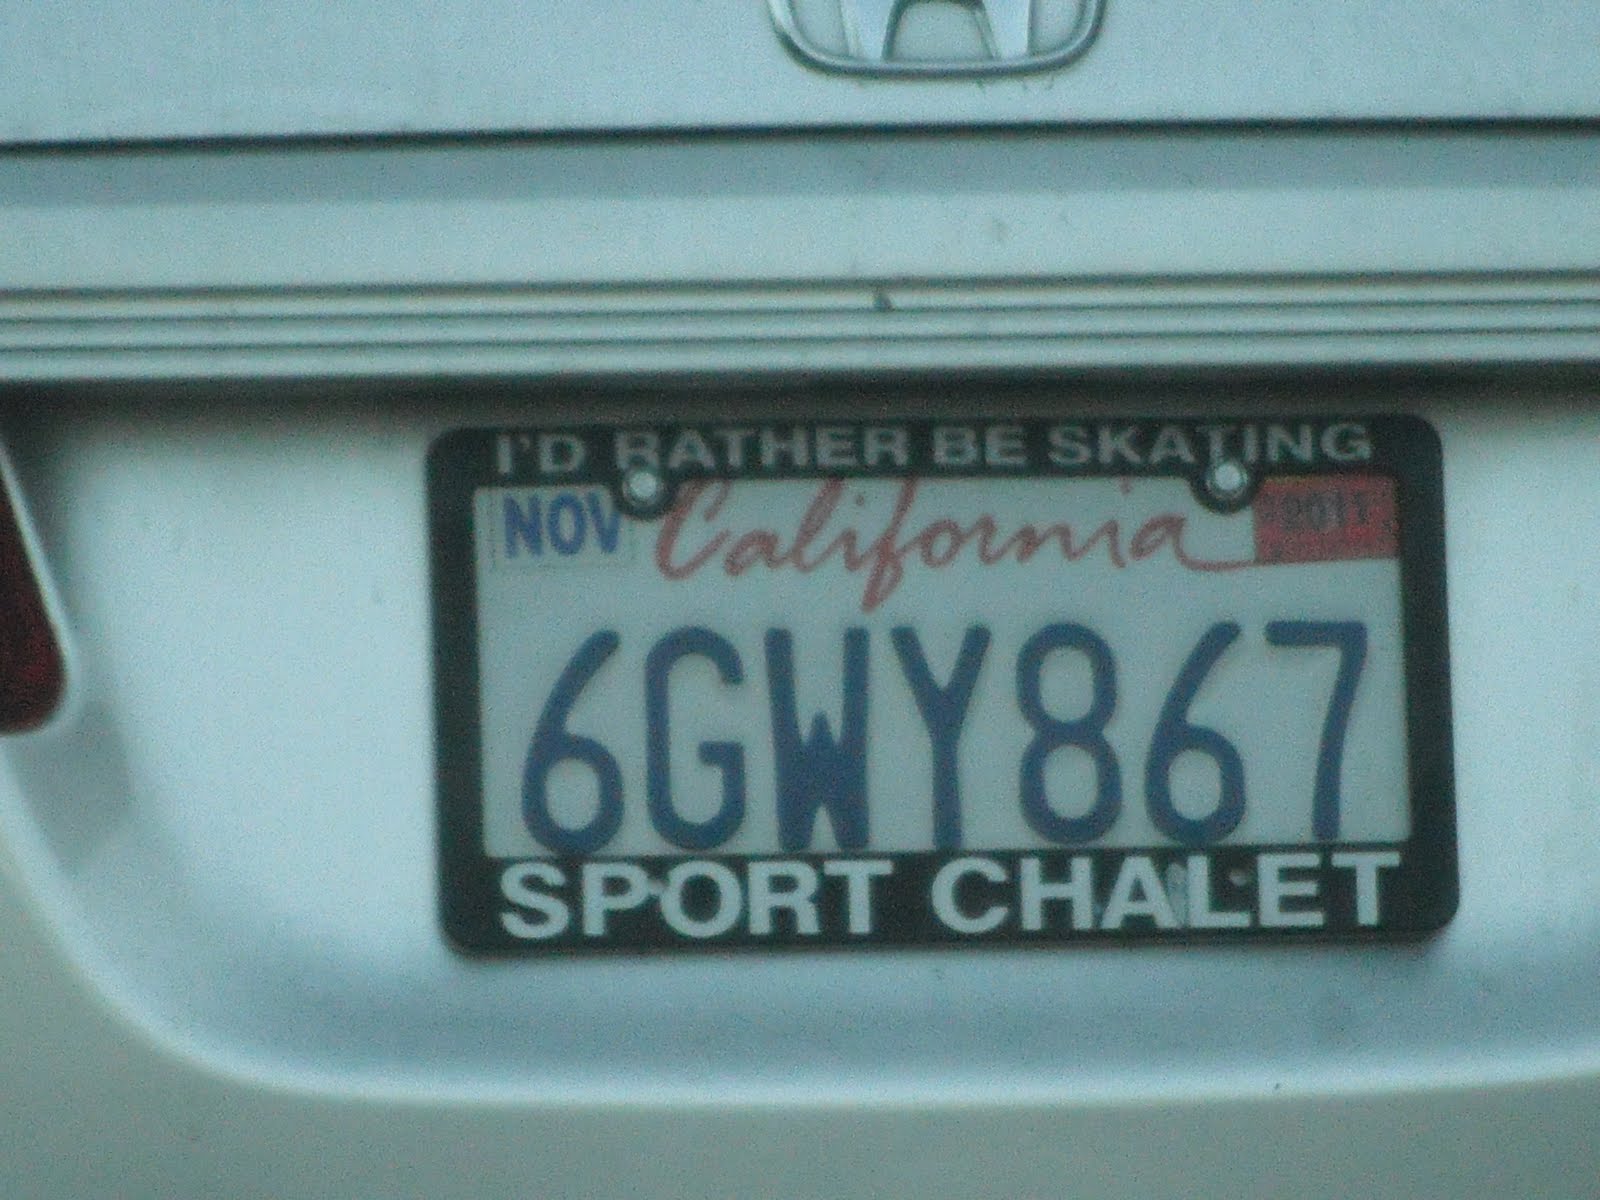 I'D RATHER BE SKATING
NOV California 2011
6GWY867
SPORT CHALET